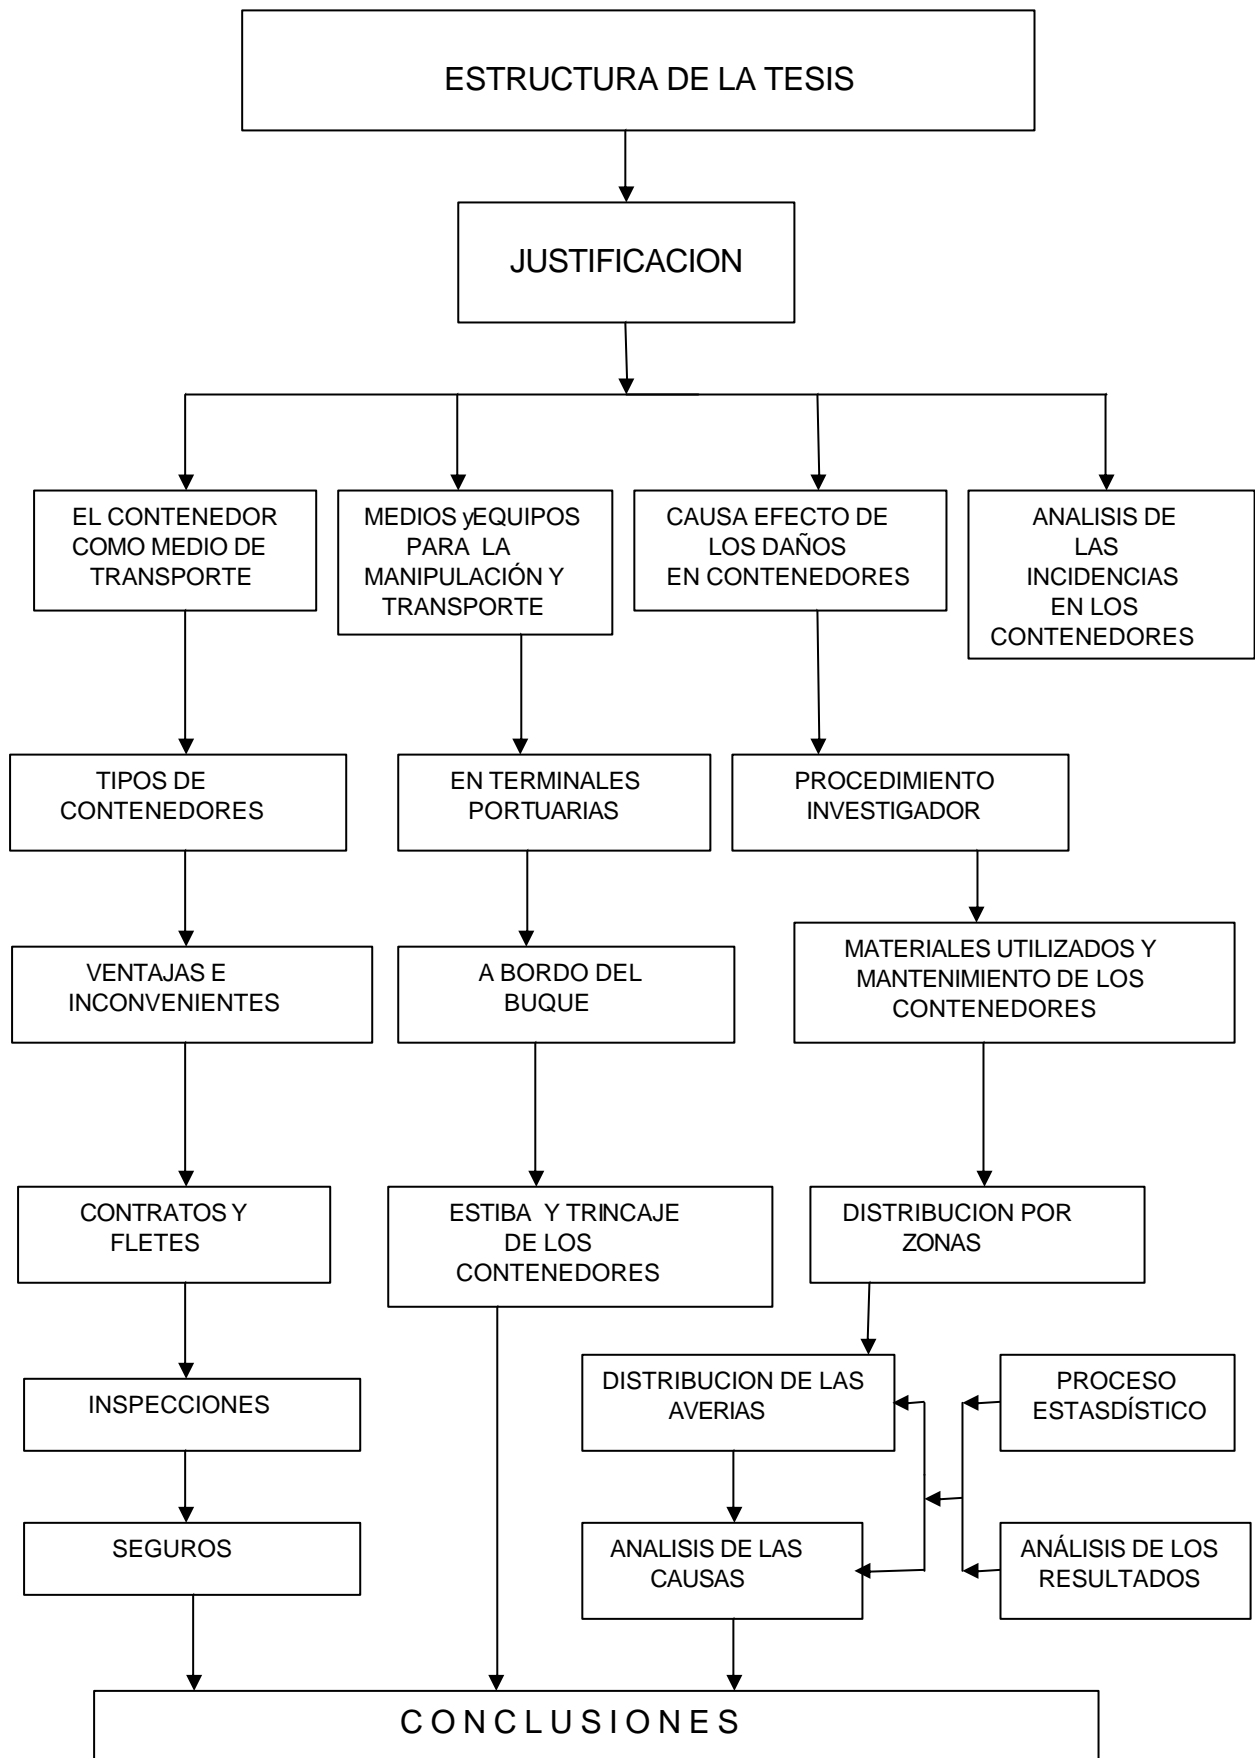 ESTRUCTURA DE LA TESIS
JUSTIFICACION
EL CONTENEDOR
COMO MEDIO DE
TRANSPORTE
MEDIOS yEQUIPOS
PARA LA
MANIPULACIÓN Y
TRANSPORTE
CAUSA EFECTO DE
LOS DAÑOS
EN CONTENEDORES
ANALISIS DE
LAS
INCIDENCIAS
EN LOS
CONTENEDORES
TIPOS DE
CONTENEDORES
EN TERMINALES
PORTUARIAS
PROCEDIMIENTO
INVESTIGADOR
VENTAJAS E
INCONVENIENTES
A BORDO DEL
BUQUE
MATERIALES UTILIZADOS Y
MANTENIMIENTO DE LOS
CONTENEDORES
CONTRATOS Y
FLETES
ESTIBA Y TRINCAJE
DE LOS
CONTENEDORES
DISTRIBUCION POR
ZONAS
INSPECCIONES
DISTRIBUCION DE LAS
AVERIAS
PROCESO
ESTASDÍSTICO
SEGUROS
ANALISIS DE LAS
CAUSAS
ANÁLISIS DE LOS
RESULTADOS
C O N C L U S I O N E S